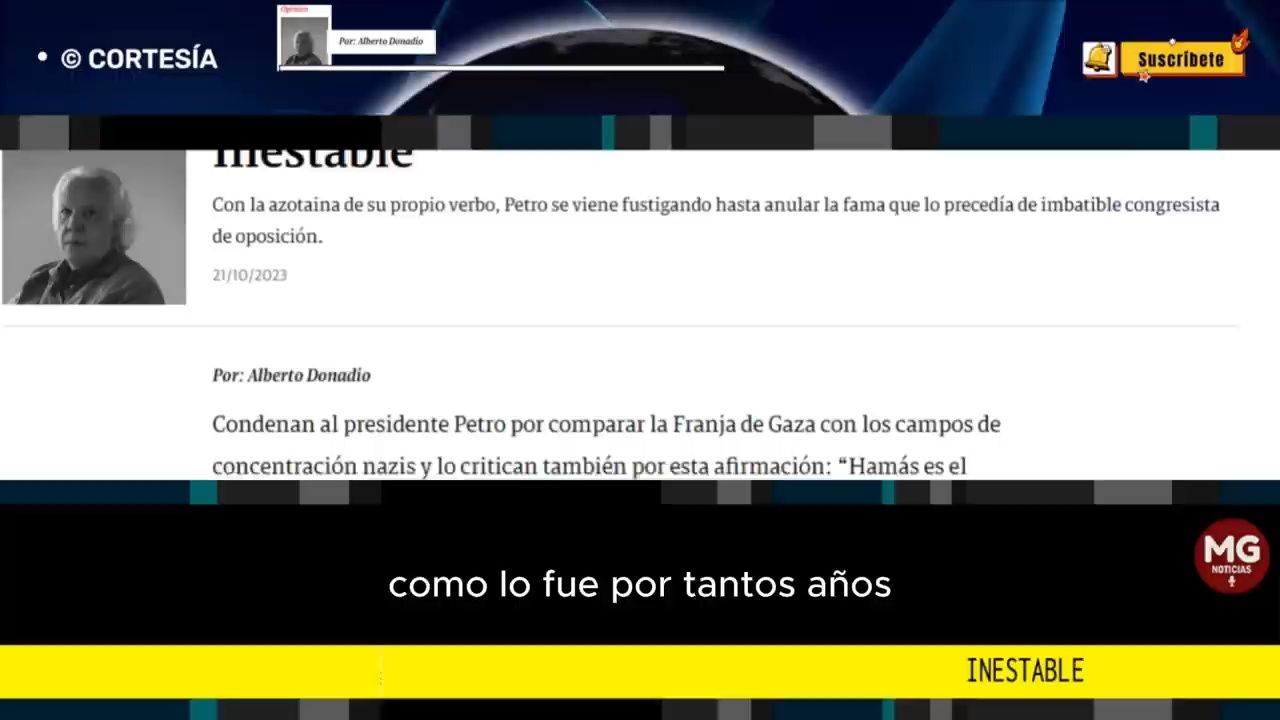 Opinión
• © CORTESÍA
Por: Alberto Donadio
Suscríbete
Inestable
Con la azotaina de su propio verbo, Petro se viene fustigando hasta anular la fama que lo precedía de imbatible congresista
de oposición.
21/10/2023
Por: Alberto Donadio
Condenan al presidente Petro por comparar la Franja de Gaza con los campos de
concentración nazis y lo critican también por esta afirmación: “Hamás es el
MG
NOTICIAS
como lo fue por tantos años
INESTABLE